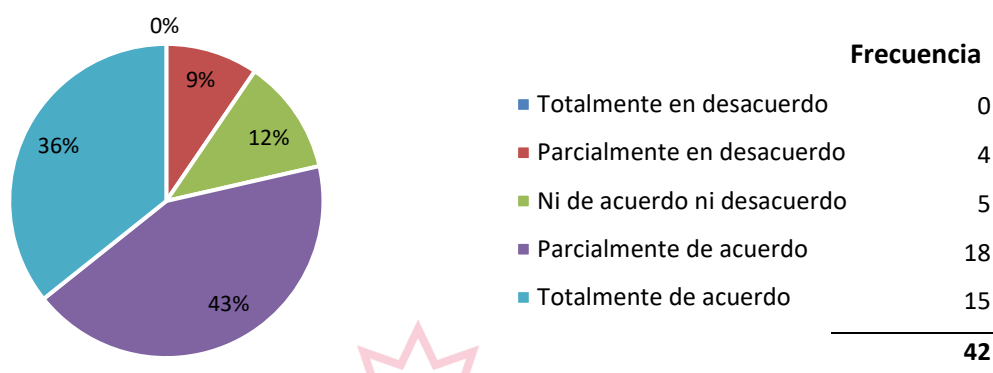 0%
9%
12%
36%
43%
Frecuencia
Totalmente en desacuerdo 0
Parcialmente en desacuerdo 4
Ni de acuerdo ni desacuerdo 5
Parcialmente de acuerdo 18
Totalmente de acuerdo 15
42